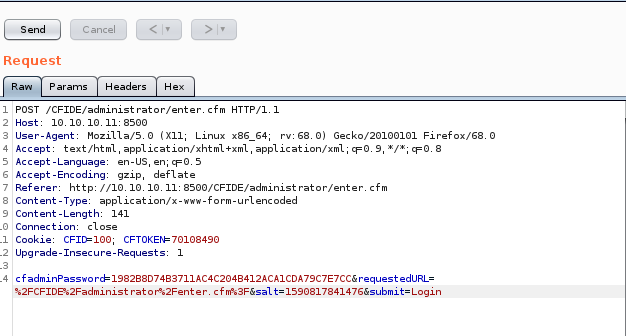 Send Cancel < > 
Request
Raw Params Headers Hex
1 POST /CFIDE/administrator/enter.cfm HTTP/1.1
2 Host: 10.10.10.11:8500
3 User-Agent: Mozilla/5.0 (X11; Linux x86_64; rv:68.0) Gecko/20100101 Firefox/68.0
4 Accept: text/html,application/xhtml+xml,application/xml;q=0.9,*/*;q=0.8
5 Accept-Language: en-US,en;q=0.5
6 Accept-Encoding: gzip, deflate
7 Referer: http://10.10.10.11:8500/CFIDE/administrator/enter.cfm
8 Content-Type: application/x-www-form-urlencoded
9 Content-Length: 141
10 Connection: close
11 Cookie: CFID=100; CFTOKEN=70108490
12 Upgrade-Insecure-Requests: 1
13
14 cfadminPassword=1982B8D74B3711AC4C204B412ACA1CDA79C7E7CC&requestedURL=
%2FCFIDE%2Fadministrator%2Fenter.cfm%3F&salt=1590817841476&submit=Login